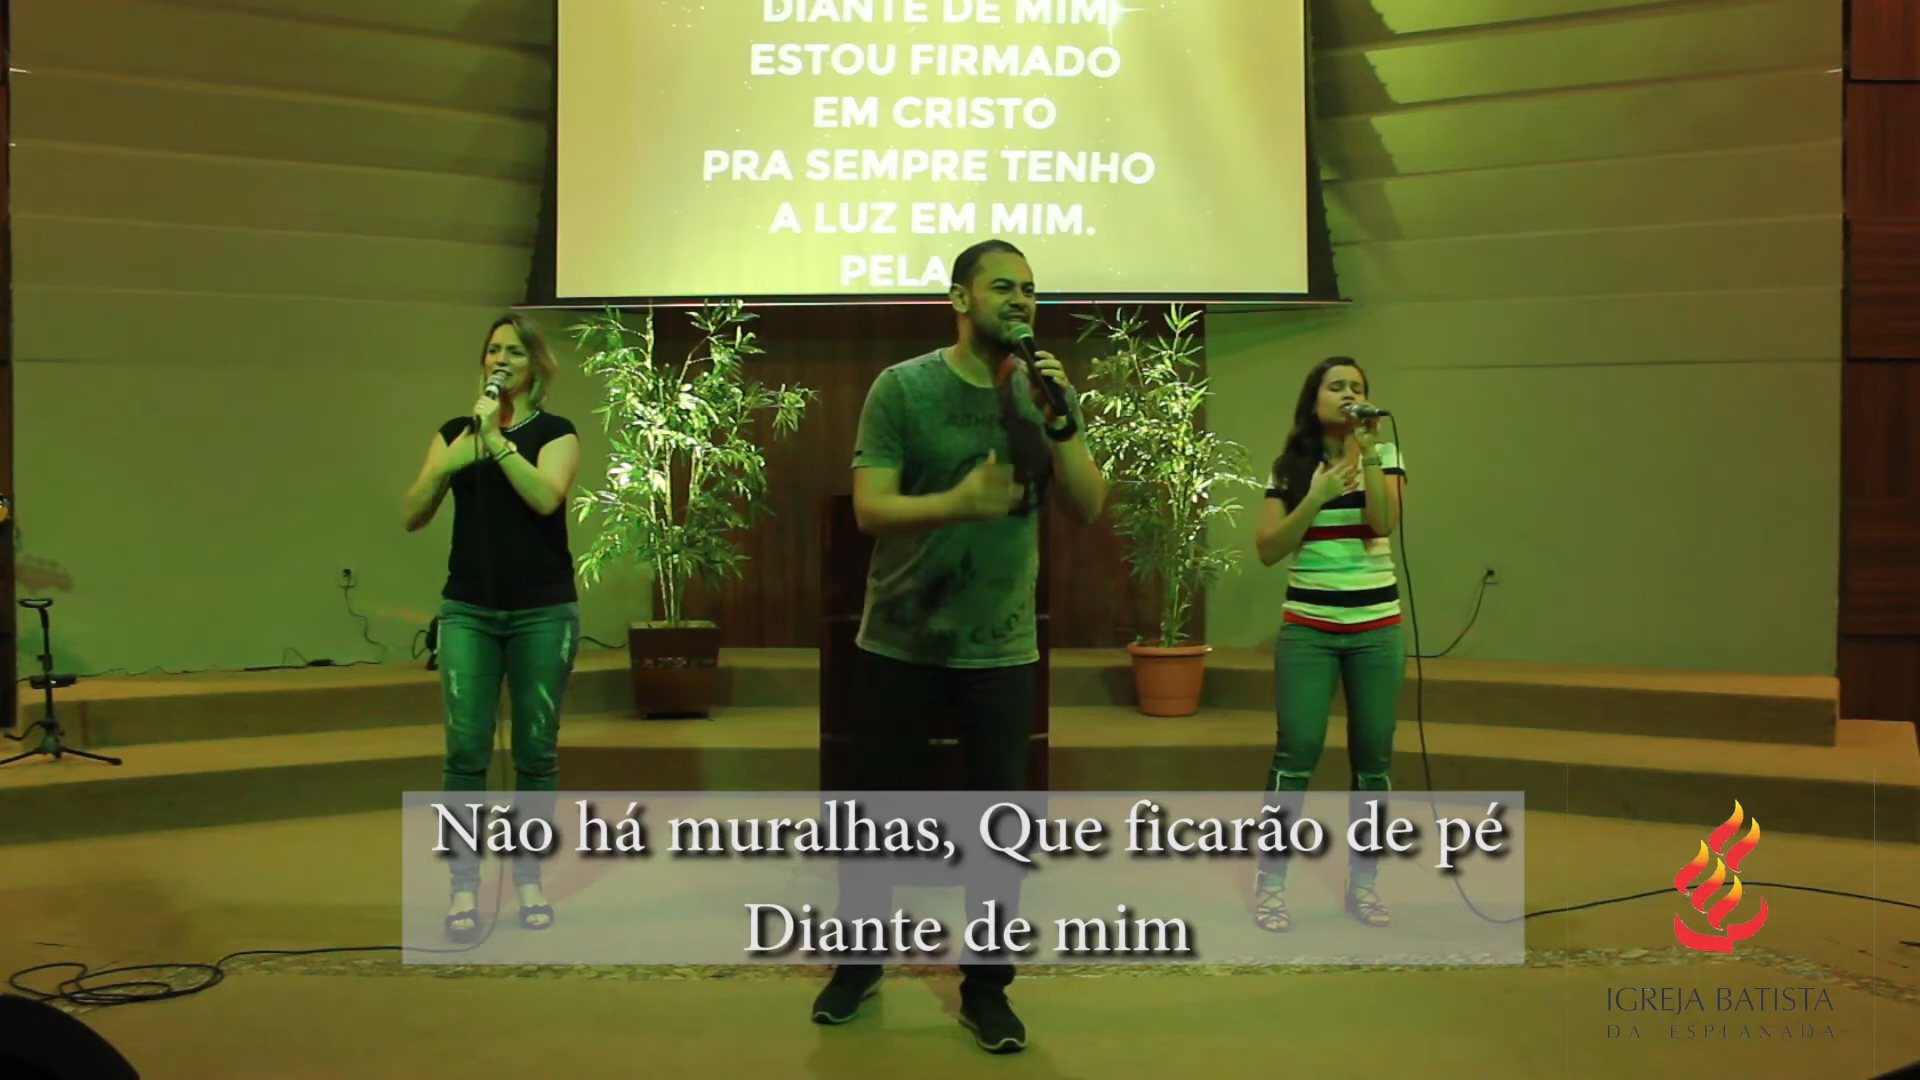 DIANTE DE MIM
ESTOU FIRMADO
EM CRISTO
PRA SEMPRE TENHO
A LUZ EM MIM.
PELA
Não há muralhas, Que ficarão de pé
Diante de mim
IGREJA BATISTA
DA ESPLANADA